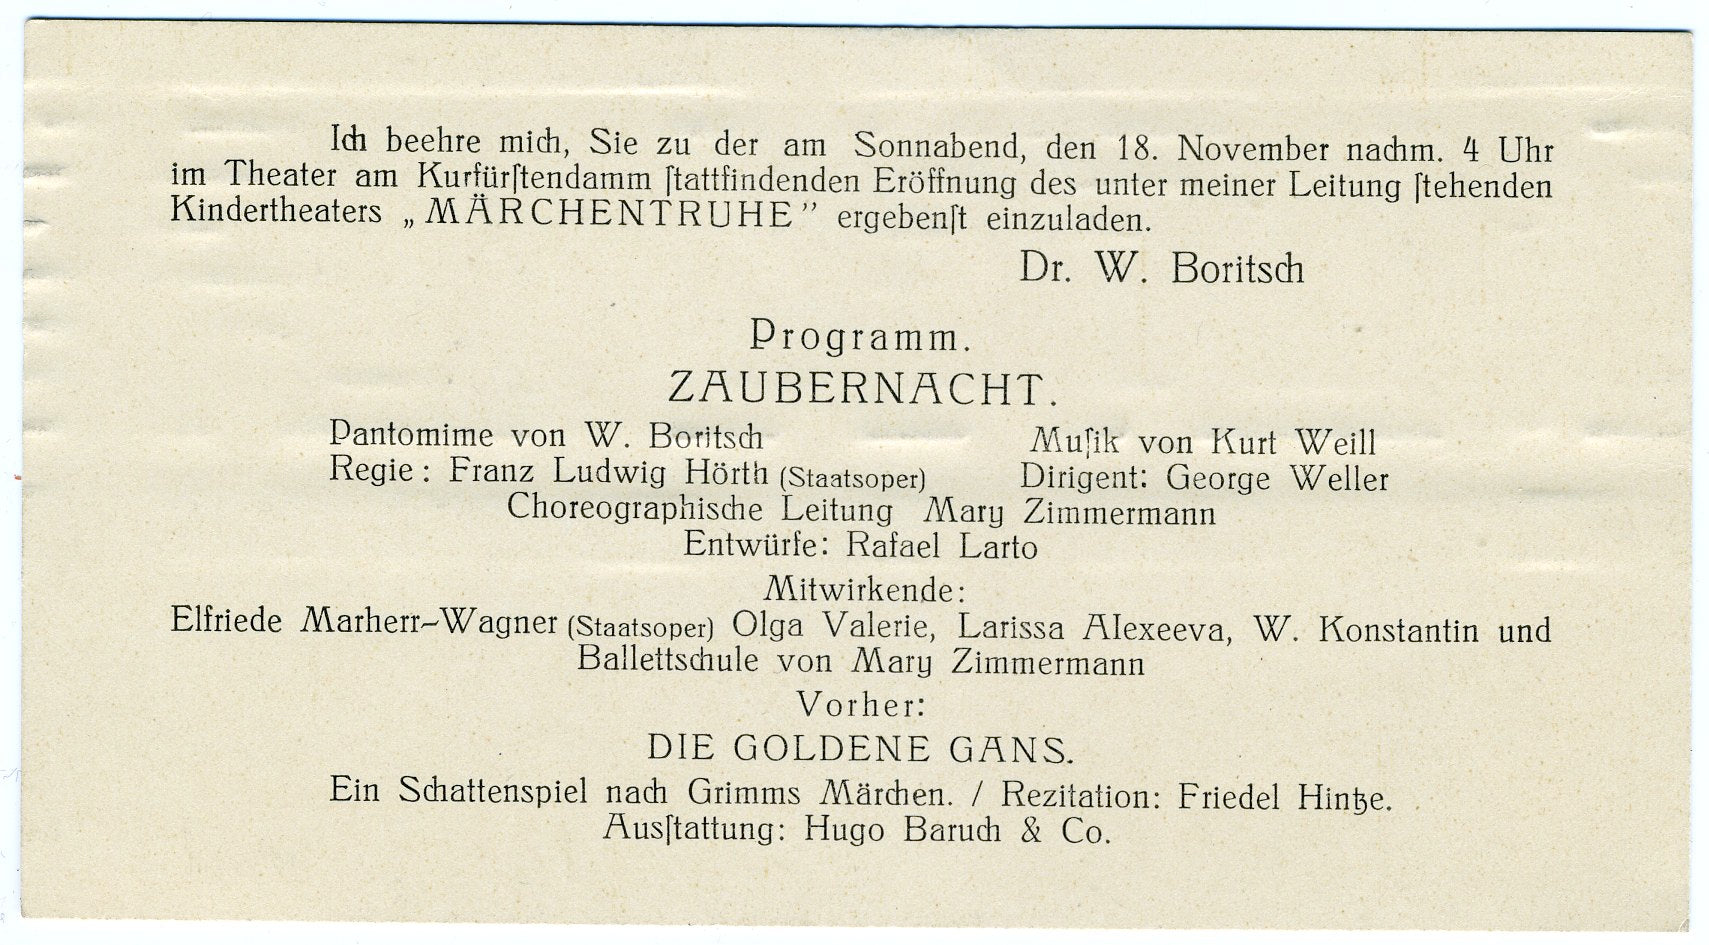 Ich beehre mich, Sie zu der am Sonnabend, den 18. November nachm. 4 Uhr
im Theater am Kurfürſtendamm ſtattfindenden Eröffnung des unter meiner Leitung ſtehenden
Kindertheaters „MÄRCHENTRUHE” ergebenſt einzuladen.
Dr. W. Boritsch
Programm.
ZAUBERNACHT.
Pantomime von W. Boritsch Muſik von Kurt Weill
Regie: Franz Ludwig Hörth (Staatsoper) Dirigent: George Weller
Choreographische Leitung Mary Zimmermann
Entwürfe: Rafael Larto
Mitwirkende:
Elfriede Marherr-Wagner (Staatsoper) Olga Valerie, Larissa Alexeeva, W. Konstantin und
Ballettschule von Mary Zimmermann
Vorher:
DIE GOLDENE GANS.
Ein Schattenspiel nach Grimms Märchen. / Rezitation: Friedel Hintze.
Ausſtattung: Hugo Baruch & Co.